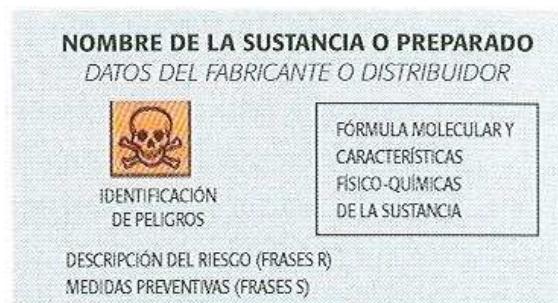 NOMBRE DE LA SUSTANCIA O PREPARADO
DATOS DEL FABRICANTE O DISTRIBUIDOR
IDENTIFICACIÓN
DE PELIGROS
FÓRMULA MOLECULAR Y
CARACTERÍSTICAS
FÍSICO-QUÍMICAS
DE LA SUSTANCIA
DESCRIPCIÓN DEL RIESGO (FRASES R)
MEDIDAS PREVENTIVAS (FRASES S)